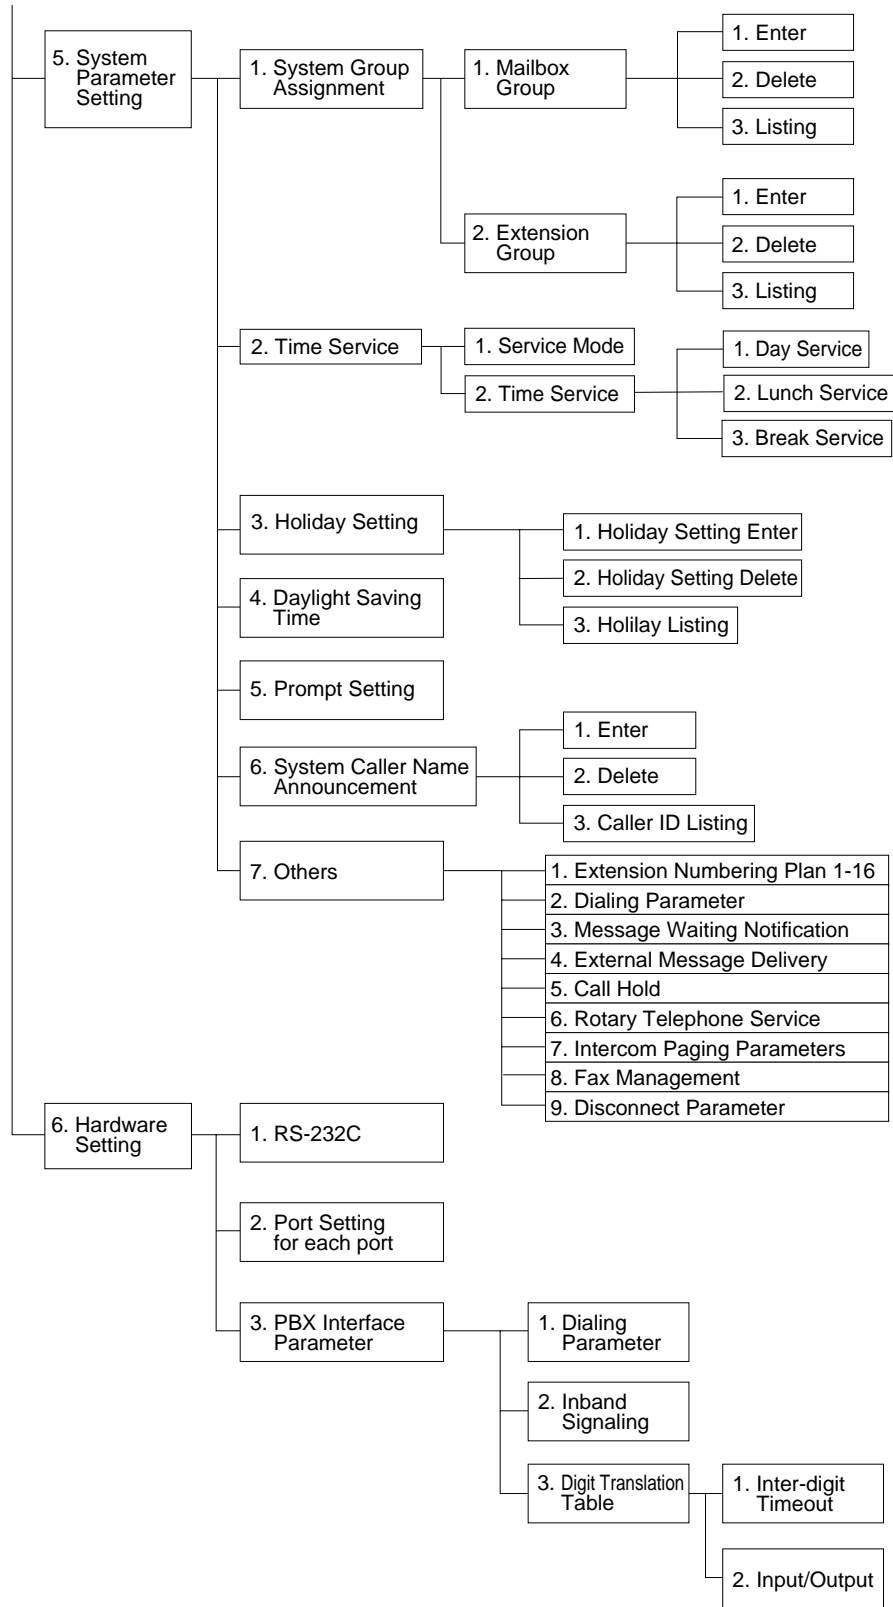 5. System
Parameter
Setting
1. System Group
Assignment
1. Mailbox
Group
1. Enter
2. Delete
3. Listing
2. Extension
Group
1. Enter
2. Delete
3. Listing
2. Time Service
1. Service Mode
2. Time Service
1. Day Service
2. Lunch Service
3. Break Service
3. Holiday Setting
1. Holiday Setting Enter
2. Holiday Setting Delete
3. Holilay Listing
4. Daylight Saving
Time
5. Prompt Setting
6. System Caller Name
Announcement
1. Enter
2. Delete
3. Caller ID Listing
7. Others
1. Extension Numbering Plan 1-16
2. Dialing Parameter
3. Message Waiting Notification
4. External Message Delivery
5. Call Hold
6. Rotary Telephone Service
7. Intercom Paging Parameters
8. Fax Management
9. Disconnect Parameter
6. Hardware
Setting
1. RS-232C
2. Port Setting
for each port
3. PBX Interface
Parameter
1. Dialing
Parameter
2. Inband
Signaling
3. Digit Translation
Table
1. Inter-digit
Timeout
2. Input/Output